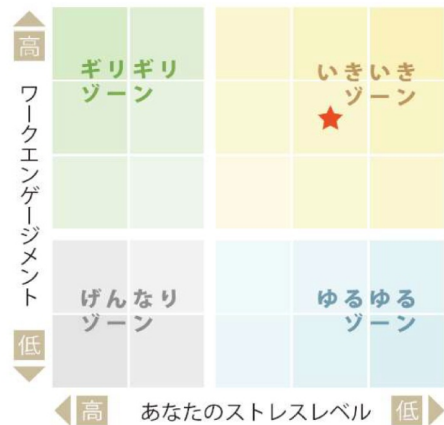 高
ワークエンゲージメント
低
ギリギリ
ゾーン
いきいき
ゾーン
げんなり
ゾーン
ゆるゆる
ゾーン
高
あなたのストレスレベル
低